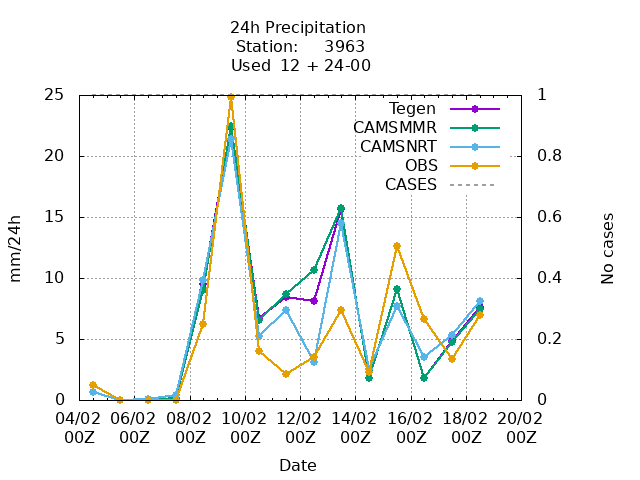 24h Precipitation
Station: 3963
Used 12 + 24-00
25
20
15
10
5
0
mm/24h
1
0.8
0.6
0.4
0.2
0
No cases
Tegen
CAMSMMR
CAMSNRT
OBS
CASES
04/02 06/02 08/02 10/02 12/02 14/02 16/02 18/02 20/02
00Z 00Z 00Z 00Z 00Z 00Z 00Z 00Z 00Z
Date